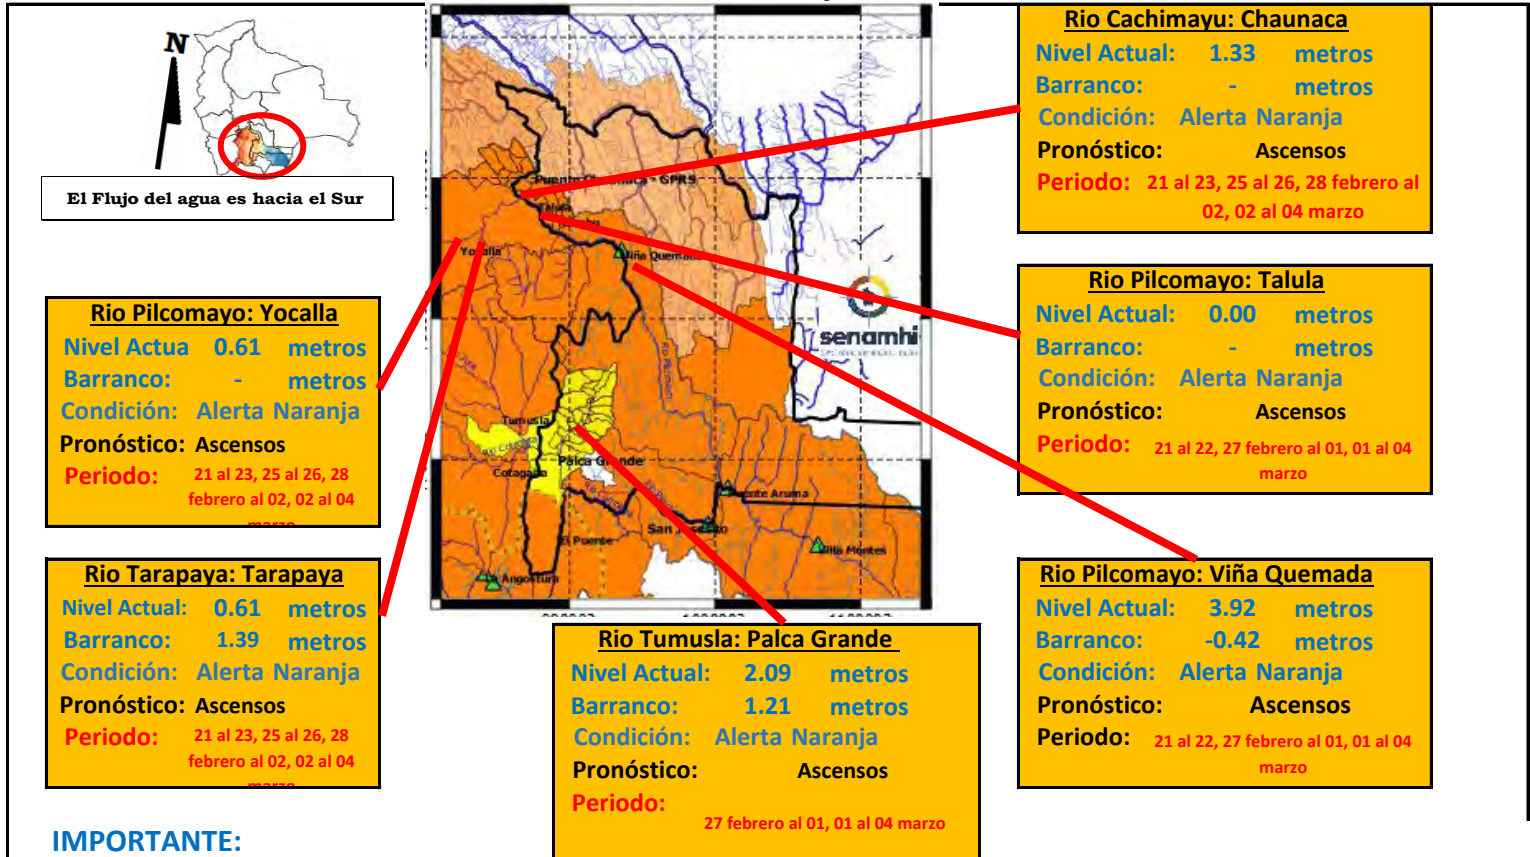 N
El Flujo del agua es hacia el Sur
Rio Pilcomayo: Yocalla
Nivel Actua 0.61 metros
Barranco: - metros
Condición: Alerta Naranja
Pronóstico: Ascensos
Periodo: 21 al 23, 25 al 26, 28
febrero al 02, 02 al 04
marzo
Rio Tarapaya: Tarapaya
Nivel Actual: 0.61 metros
Barranco: 1.39 metros
Condición: Alerta Naranja
Pronóstico: Ascensos
Periodo: 21 al 23, 25 al 26, 28
febrero al 02, 02 al 04
marzo
IMPORTANTE:
GPRS
Talula
Viña Quemada
senamhi
Tumusla
Palca Grande
Cotagaita
Puente Aruma
San Josecito
El Puente
Villa Montes
Angostura
Rio Tumusla: Palca Grande
Nivel Actual: 2.09 metros
Barranco: 1.21 metros
Condición: Alerta Naranja
Pronóstico: Ascensos
Periodo:
27 febrero al 01, 01 al 04 marzo
Rio Cachimayu: Chaunaca
Nivel Actual: 1.33 metros
Barranco: - metros
Condición: Alerta Naranja
Pronóstico: Ascensos
Periodo: 21 al 23, 25 al 26, 28 febrero al
02, 02 al 04 marzo
Rio Pilcomayo: Talula
Nivel Actual: 0.00 metros
Barranco: - metros
Condición: Alerta Naranja
Pronóstico: Ascensos
Periodo: 21 al 22, 27 febrero al 01, 01 al 04
marzo
Rio Pilcomayo: Viña Quemada
Nivel Actual: 3.92 metros
Barranco: -0.42 metros
Condición: Alerta Naranja
Pronóstico: Ascensos
Periodo: 21 al 22, 27 febrero al 01, 01 al 04
marzo